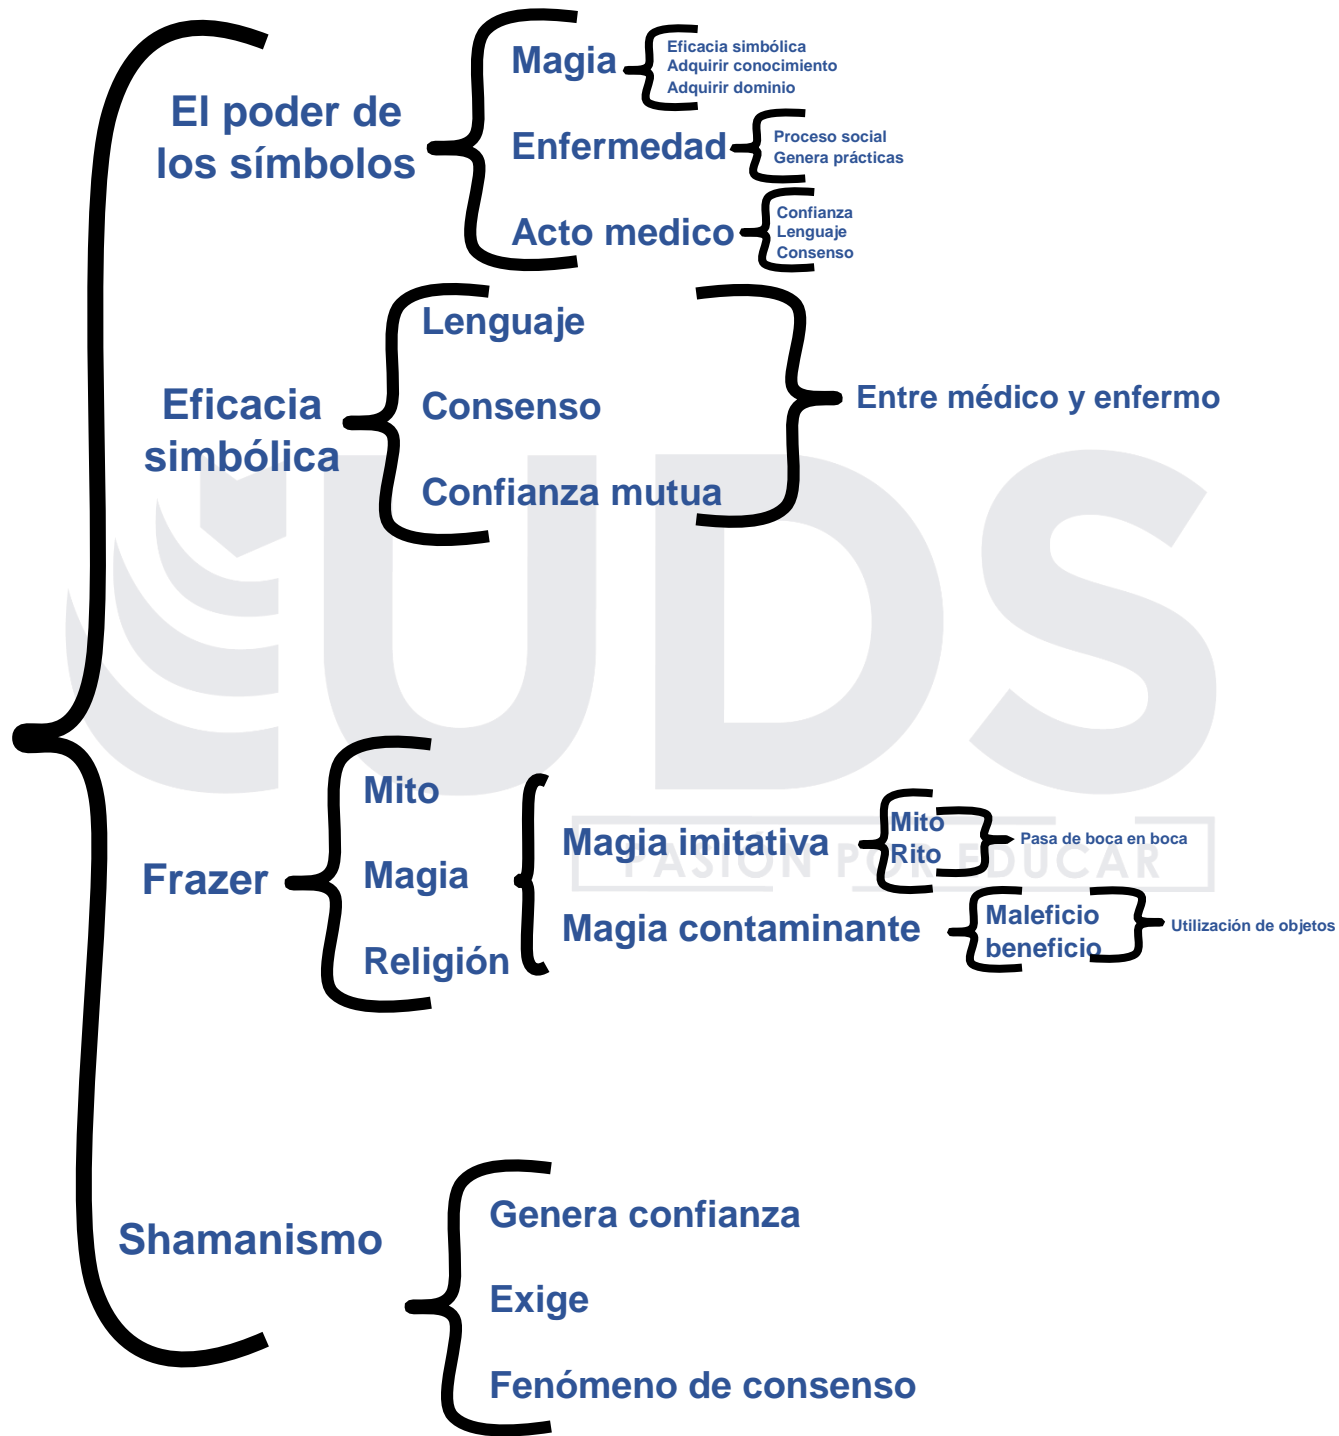 Magia
Eficacia simbólica
Adquirir conocimiento
Adquirir dominio
El poder de
los símbolos
Enfermedad
Proceso social
Genera prácticas
Acto medico
Confianza
Lenguaje
Consenso
Eficacia
simbólica
Lenguaje
Consenso
Confianza mutua
Entre médico y enfermo
UDS
PASIÓN POR EDUCAR
Frazer
Mito
Magia
Religión
Magia imitativa
Mito
Rito
Pasa de boca en boca
Magia contaminante
Maleficio
beneficio
Utilización de objetos
Shamanismo
Genera confianza
Exige
Fenómeno de consenso